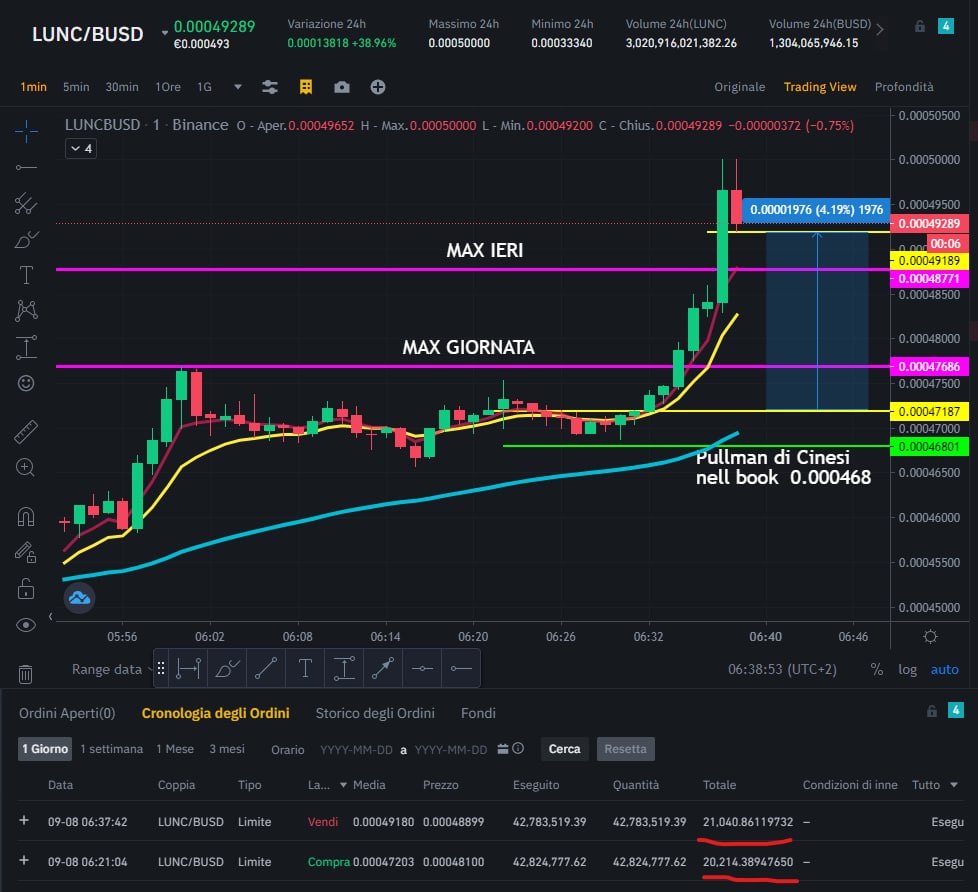 LUNC/BUSD
0.00049289
€0.000493
Variazione 24h
0.00013818 +38.96%
Massimo 24h
0.00050000
Minimo 24h
0.00033340
Volume 24h(LUNC)
3,020,916,021,382.26
Volume 24h(BUSD)
1,304,065,946.15
4
1min 5min 30min 1Ore 1G
Originale Trading View Profondità
LUNCBUSD · 1 · Binance O - Aper.0.00049652 H - Max.0.00050000 L - Min.0.00049200 C - Chius.0.00049289 −0.00000372 (−0.75%)
4
0.00050500
0.00050000
0.00049500
0.00001976 (4.19%) 1976
0.00049289
00:06
MAX IERI
0.00049189
0.00048771
0.00048500
0.00048000
MAX GIORNATA
0.00047686
0.00047500
0.00047187
0.00047000
0.00046801
Pullman di Cinesi
nell book 0.000468
0.00046500
0.00046000
0.00045500
0.00045000
05:56 06:02 06:08 06:14 06:20 06:26 06:32 06:40 06:46
Range data
06:38:53 (UTC+2) % log auto
Ordini Aperti(0) Cronologia degli Ordini Storico degli Ordini Fondi
4
1 Giorno 1 settimana 1 Mese 3 mesi Orario YYYY-MM-DD a YYYY-MM-DD Cerca Resetta
Data Coppia Tipo La... Media Prezzo Eseguito Quantità Totale Condizioni di inne Tutto
+ 09-08 06:37:42 LUNC/BUSD Limite Vendi 0.00049180 0.00048899 42,783,519.39 42,783,519.39 21,040.86119732 – Esegu
+ 09-08 06:21:04 LUNC/BUSD Limite Compra 0.00047203 0.00048100 42,824,777.62 42,824,777.62 20,214.38947650 – Esegu